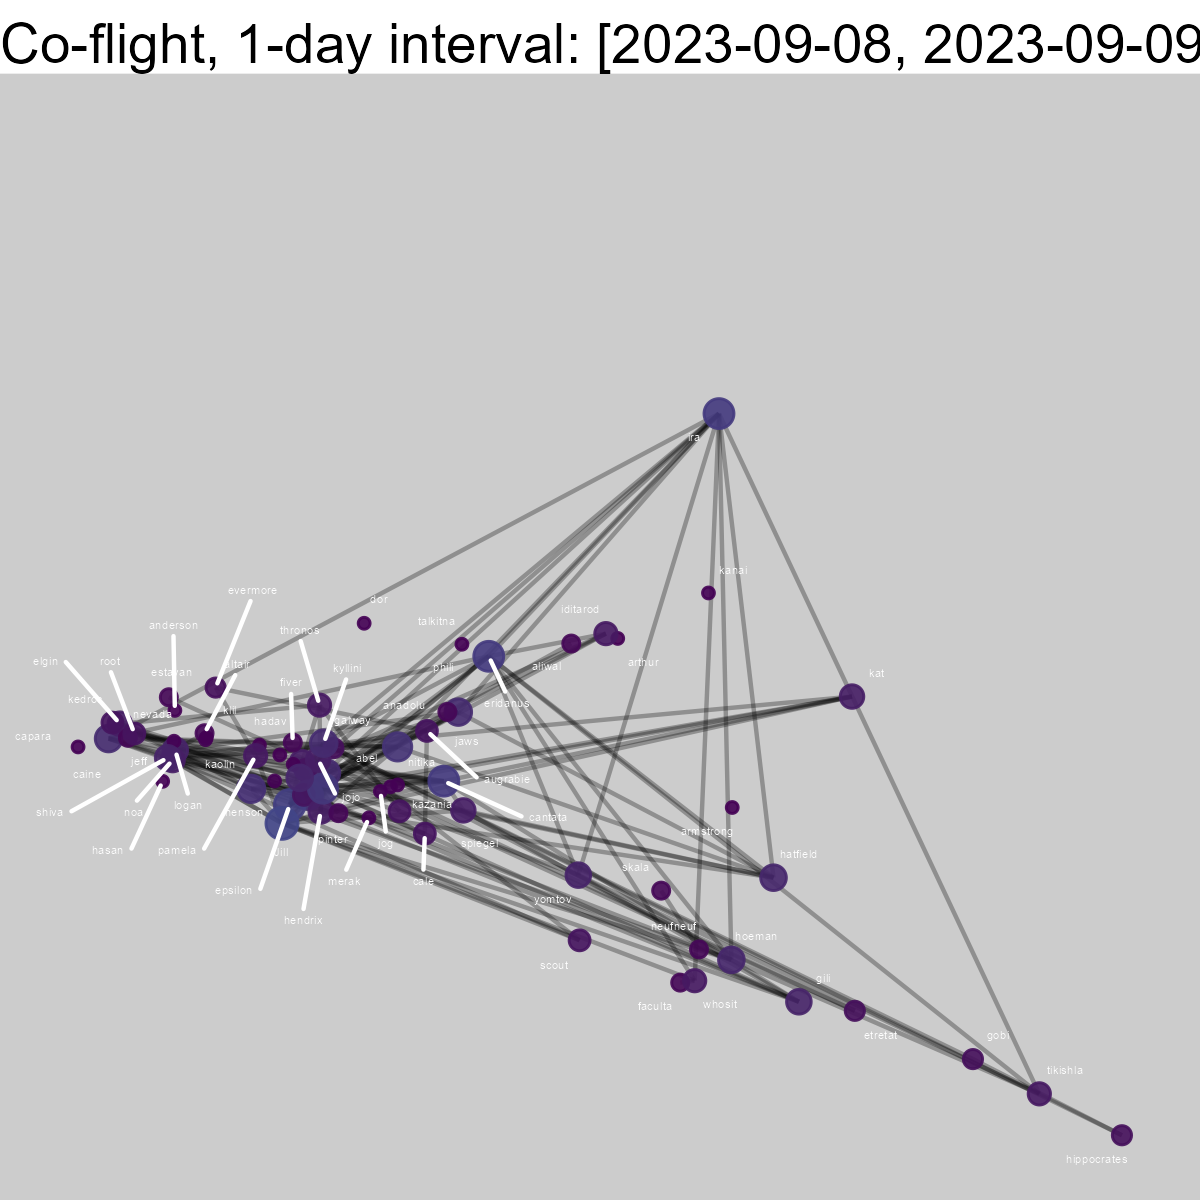 Co-flight, 1-day interval: [2023-09-08, 2023-09-09
ira
kanai
evermore
dor
iditarod
talkitna
anderson
thronos
elgin
root
altair
kyllini
phili
aliwal
arthur
estavan
kat
fiver
kedron
eridanus
anadolu
nevada
kili
hadav
galway
capara
jaws
abel
nitika
jeff
kaolin
caine
augrabie
lojo
logan
kazania
shiva
noa
henson
cantata
armstrong
pinter
jog
spiegel
hasan
pamela
jill
hatfield
skala
merak
cale
epsilon
yomtov
hendrix
neufneuf
hoeman
scout
gili
faculta
whosit
etretat
gobi
tikishla
hippocrates